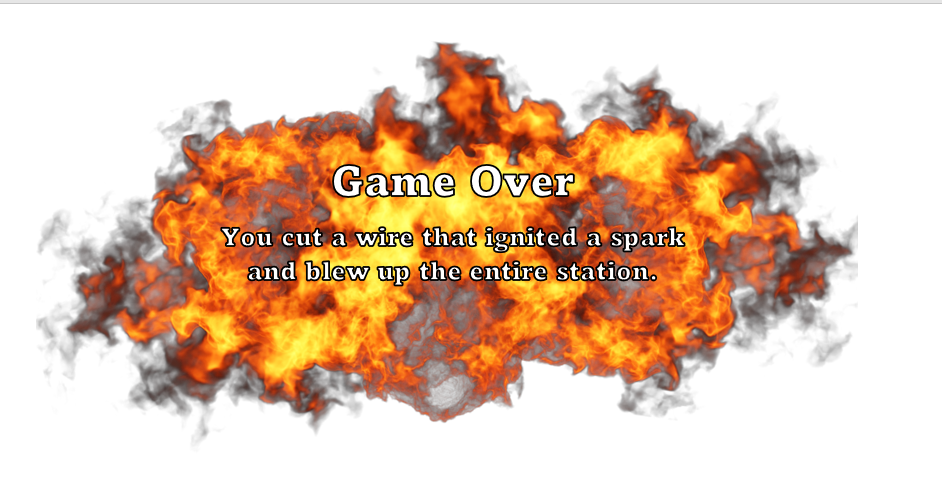 Game Over
You cut a wire that ignited a spark
and blew up the entire station.